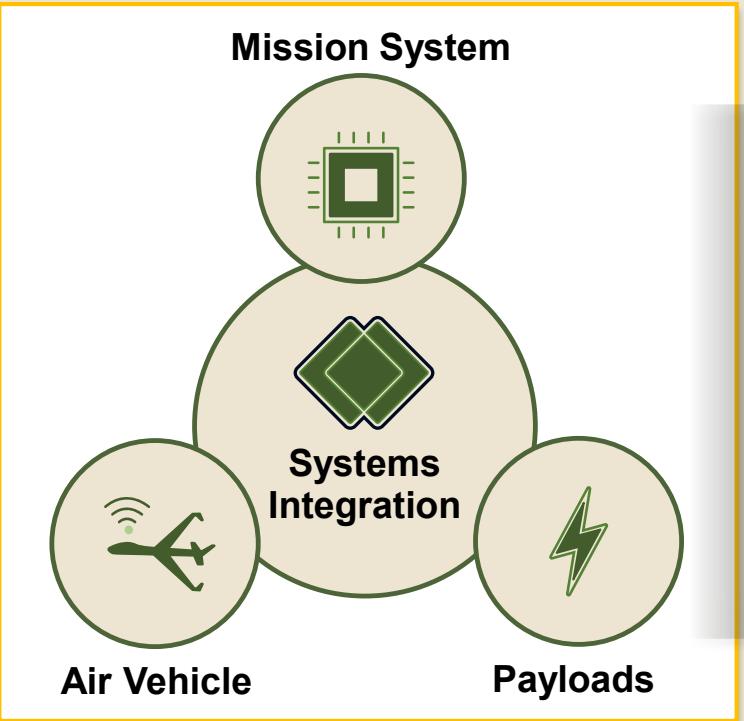 Mission System
Systems
Integration
Air Vehicle
Payloads